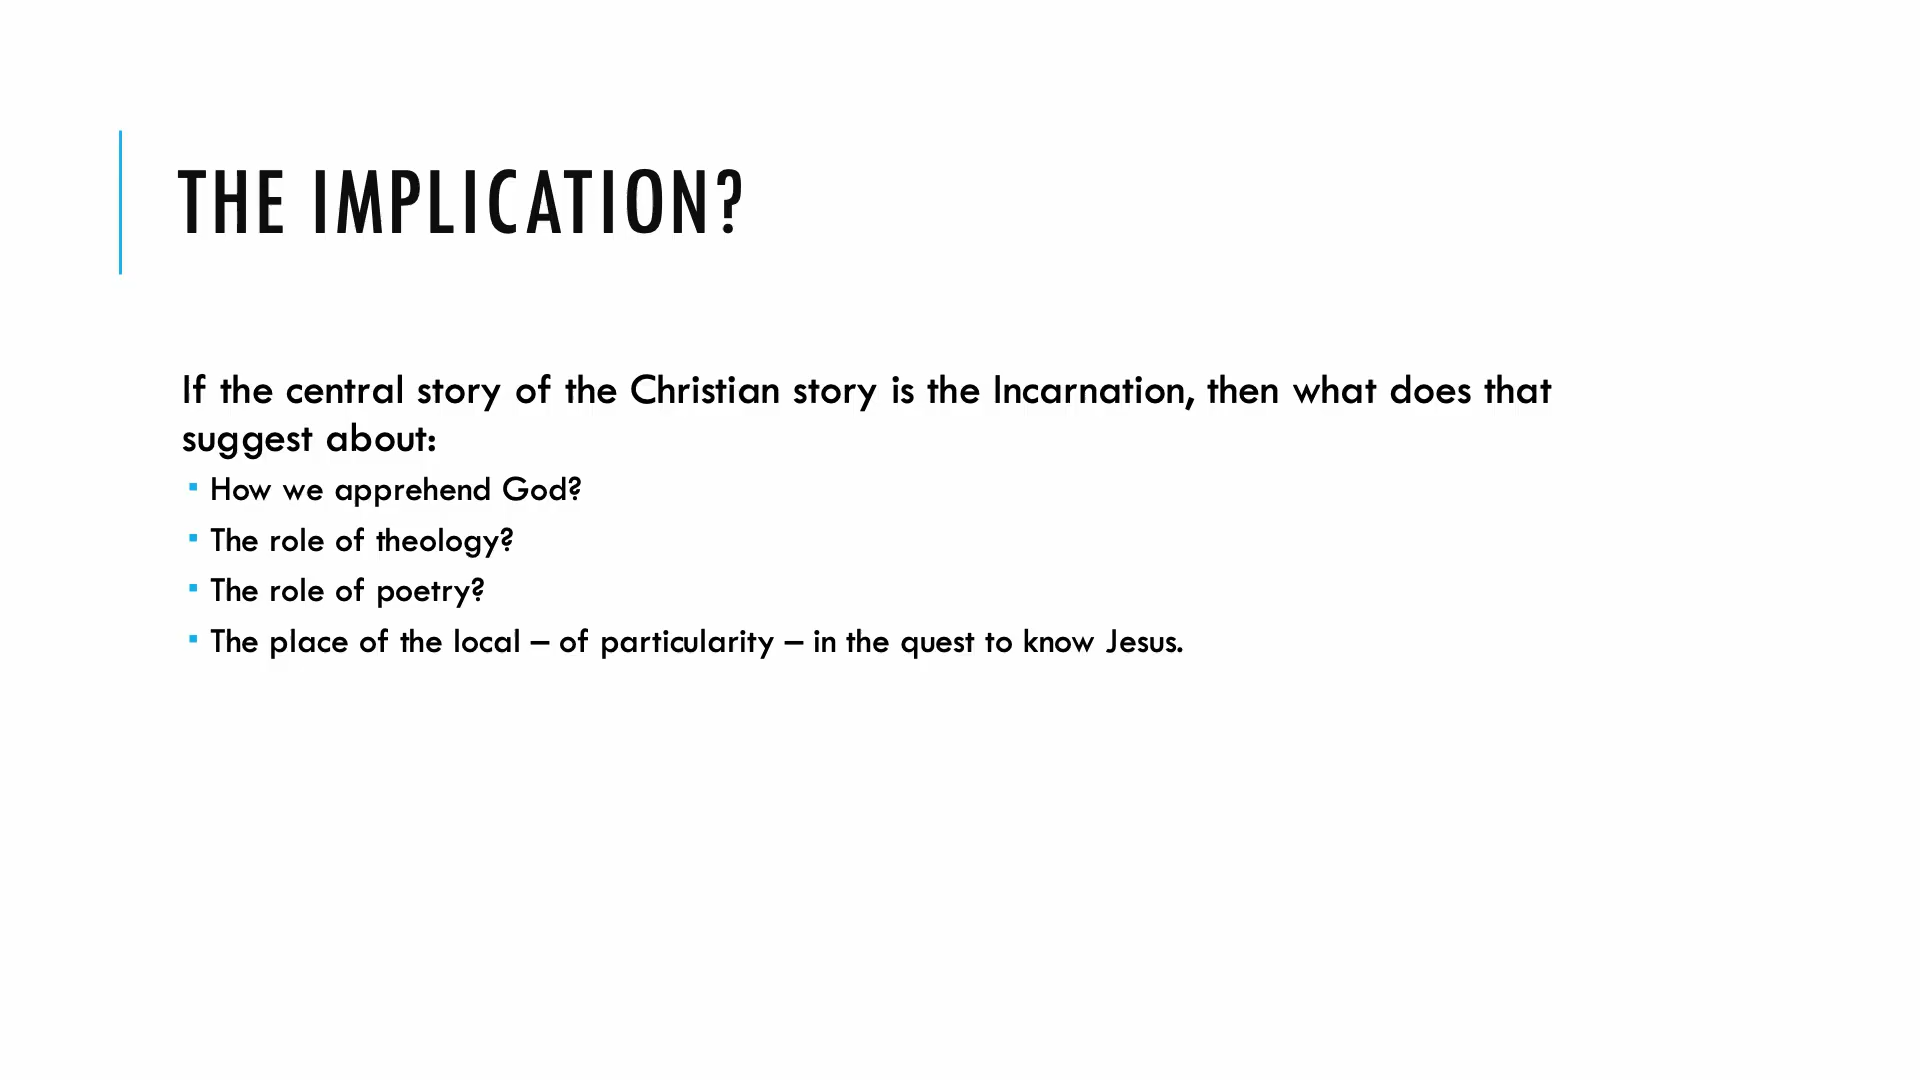 THE IMPLICATION?
If the central story of the Christian story is the Incarnation, then what does that
suggest about:
▪ How we apprehend God?
▪ The role of theology?
▪ The role of poetry?
▪ The place of the local – of particularity – in the quest to know Jesus.